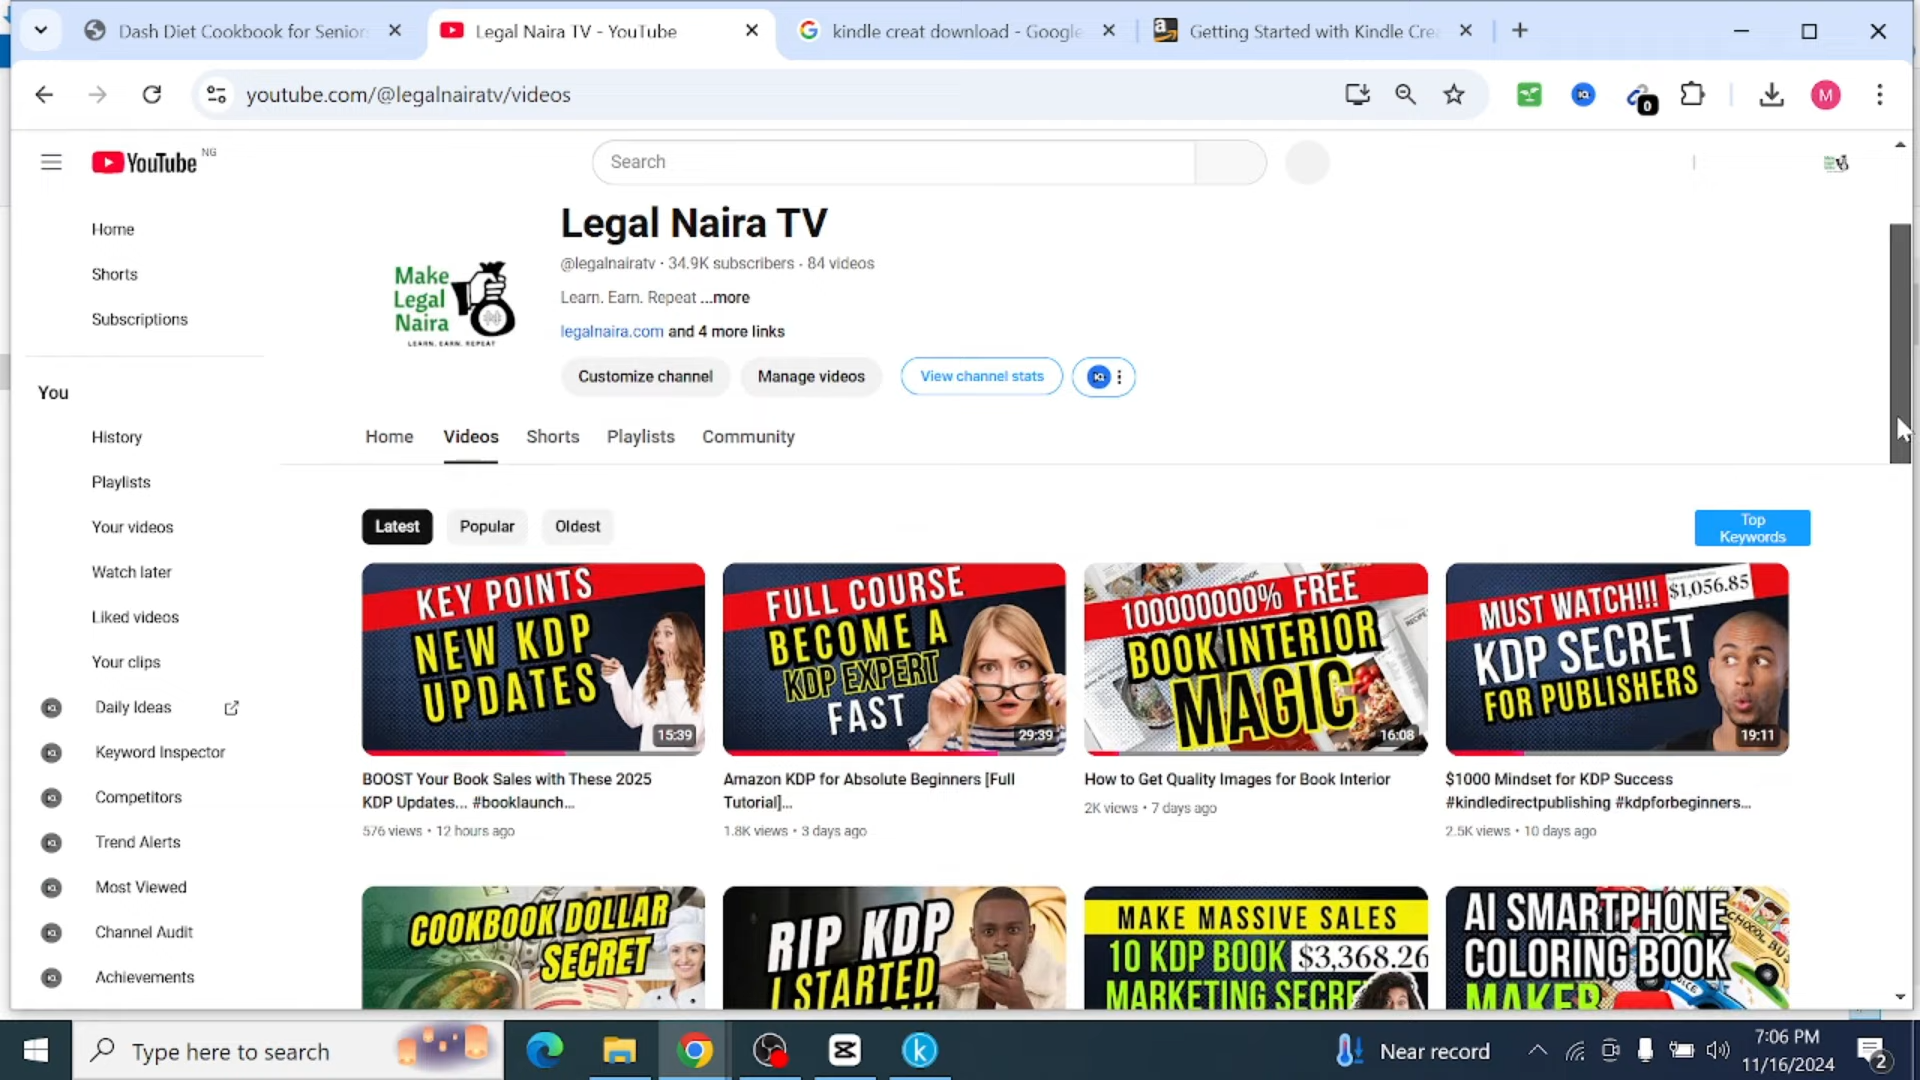 Dash Diet Cookbook for Senior
Legal Naira TV - YouTube
kindle creat download - Google
Getting Started with Kindle Cre
youtube.com/@legalnairatv/videos
0
M
YouTube NG
Search
Home
Shorts
Subscriptions
You
History
Playlists
Your videos
Watch later
Liked videos
Your clips
Daily Ideas
Keyword Inspector
Competitors
Trend Alerts
Most Viewed
Channel Audit
Achievements
Make
Legal
Naira
LEARN. EARN. REPEAT
Legal Naira TV
@legalnairatv · 34.9K subscribers · 84 videos
Learn. Earn. Repeat ...more
legalnaira.com and 4 more links
Customize channel
Manage videos
View channel stats
Home
Videos
Shorts
Playlists
Community
Latest
Popular
Oldest
Top
Keywords
KEY POINTS
NEW KDP
UPDATES
15:39
BOOST Your Book Sales with These 2025
KDP Updates... #booklaunch...
576 views · 12 hours ago
FULL COURSE
BECOME A
KDP EXPERT
FAST
29:39
Amazon KDP for Absolute Beginners [Full
Tutorial]...
1.8K views · 3 days ago
100000000% FREE
BOOK INTERIOR
MAGIC
16:08
How to Get Quality Images for Book Interior
2K views · 7 days ago
MUST WATCH!!! $1,056.85
KDP SECRET
FOR PUBLISHERS
19:11
$1000 Mindset for KDP Success
#kindledirectpublishing #kdpforbeginners...
2.5K views · 10 days ago
COOKBOOK DOLLAR
SECRET
RIP KDP
I STARTED
MAKE MASSIVE SALES
10 KDP BOOK $3,368.26
MARKETING SECRE
AI SMARTPHONE
COLORING BOOK
MAKER
SCHOOL BUS
Type here to search
Near record
7:06 PM
11/16/2024
2